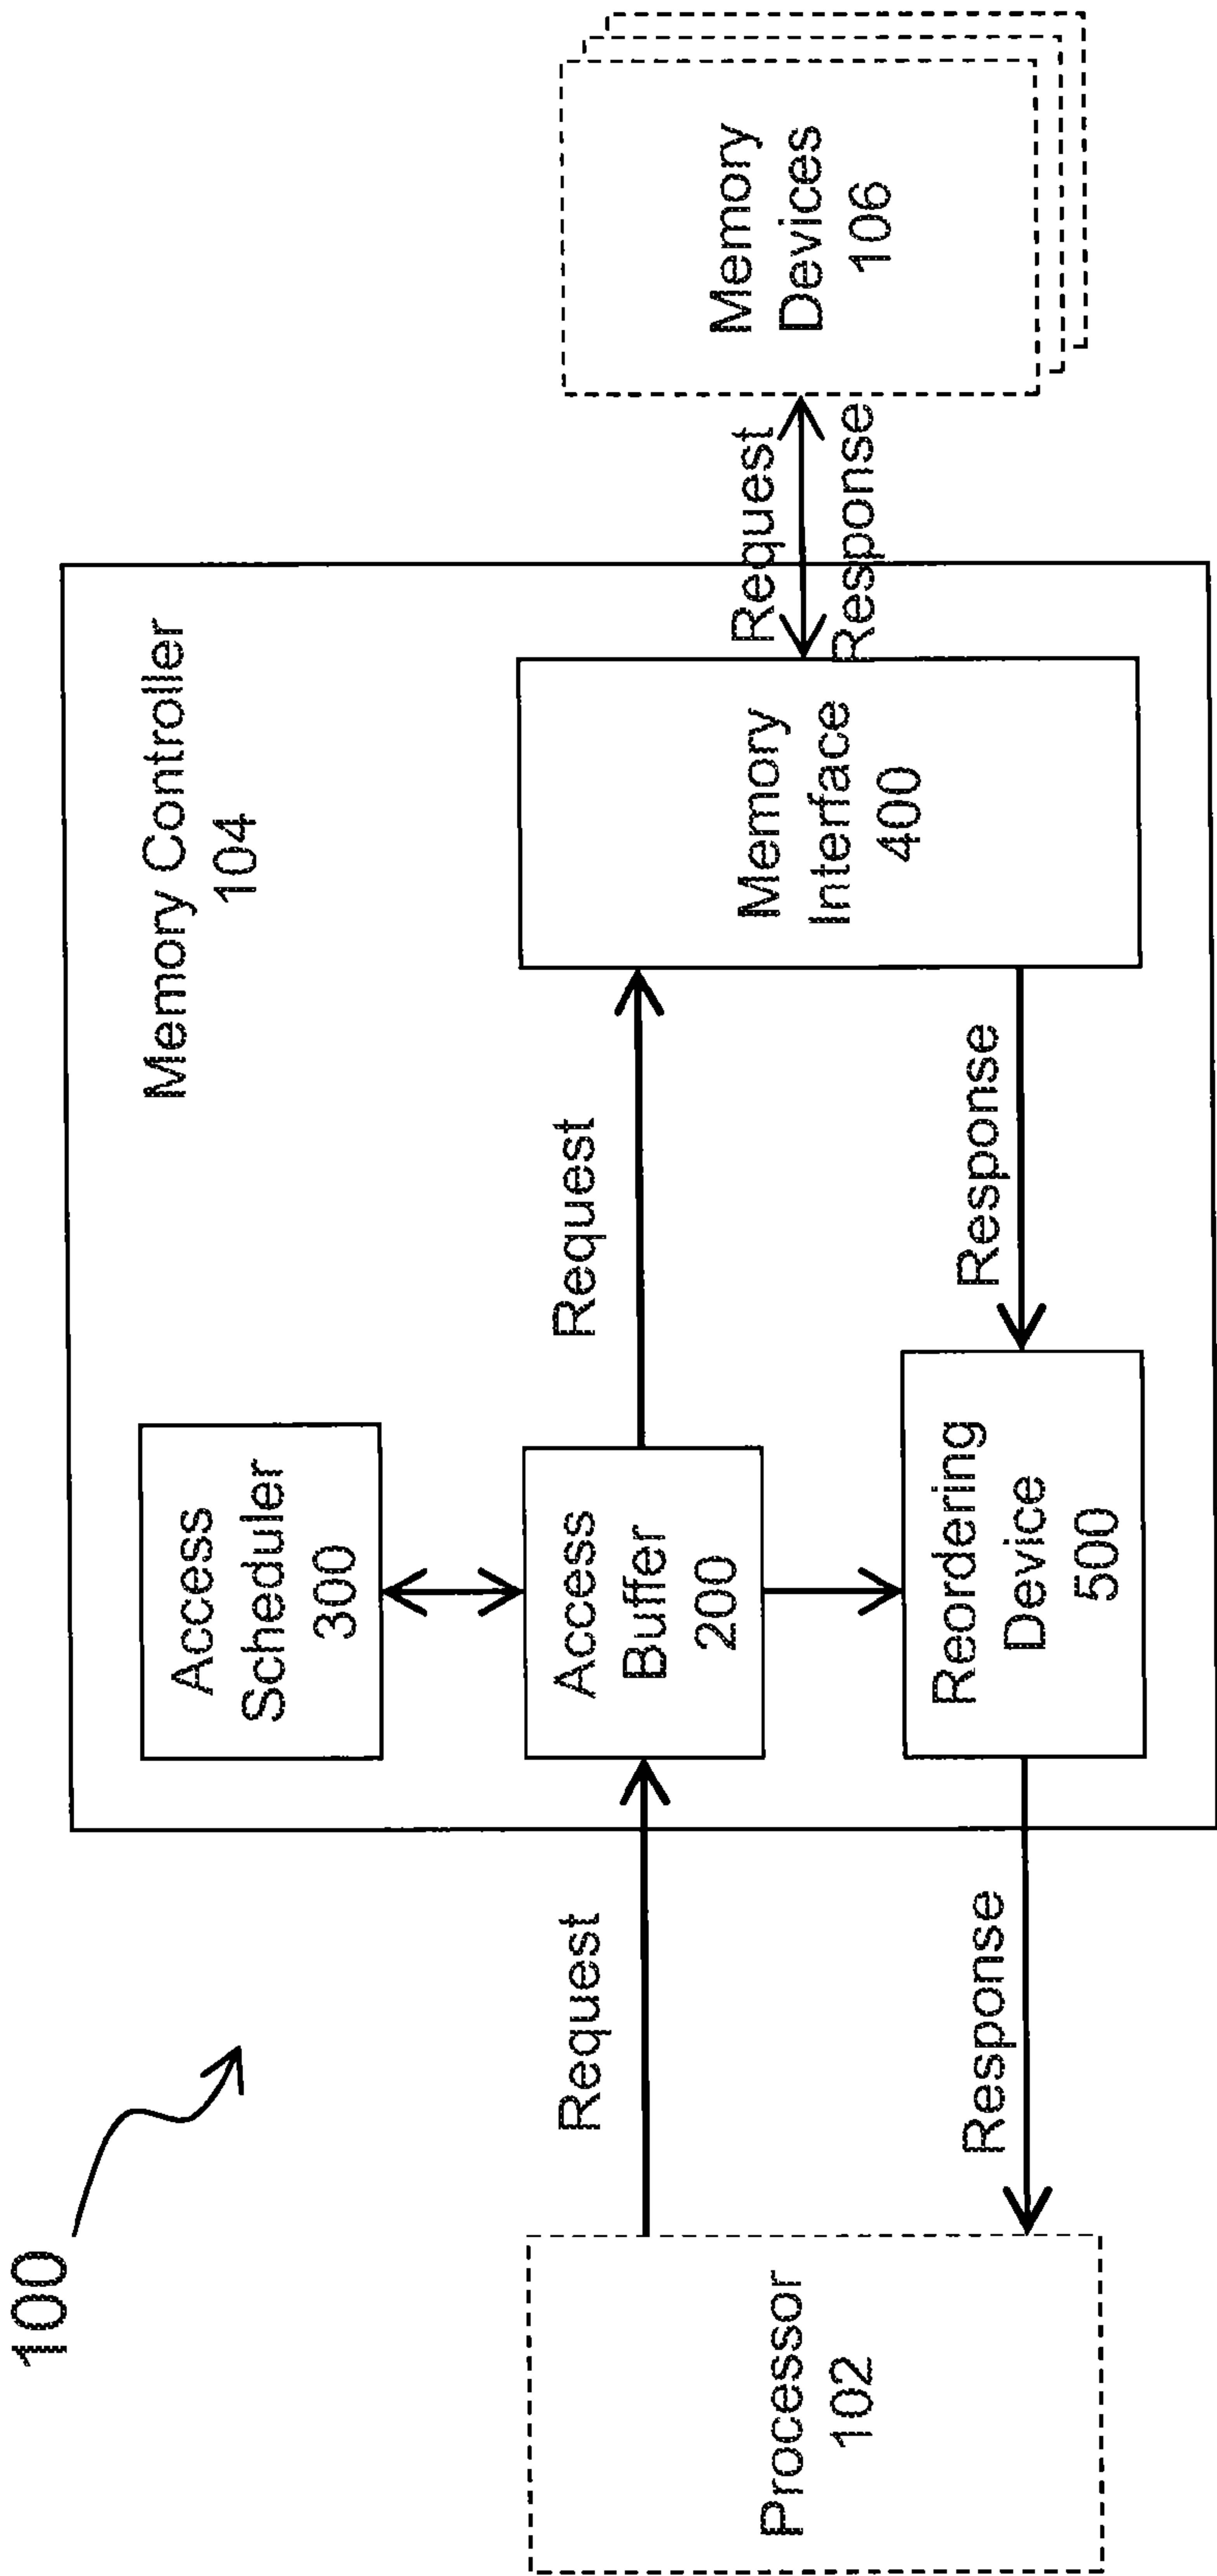 100
Memory Controller
104
Access
Scheduler
300
Processor
102
Request
Access
Buffer
200
Request
Memory
Interface
400
Request
Response
Memory
Devices
106
Response
Reordering
Device
500
Response